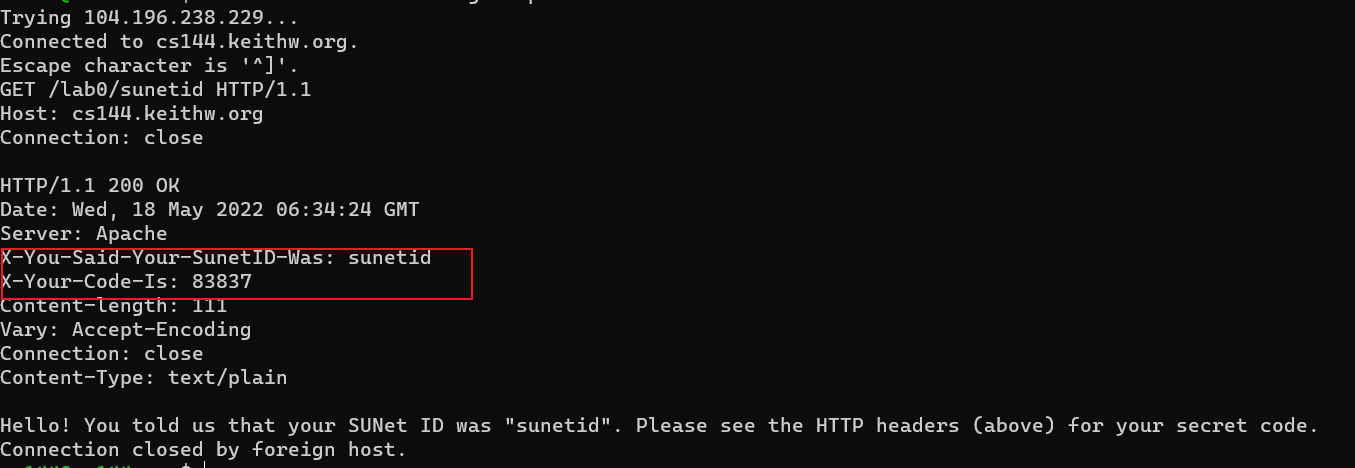 Trying 104.196.238.229...
Connected to cs144.keithw.org.
Escape character is '^]'.
GET /lab0/sunetid HTTP/1.1
Host: cs144.keithw.org
Connection: close
HTTP/1.1 200 OK
Date: Wed, 18 May 2022 06:34:24 GMT
Server: Apache
X-You-Said-Your-SunetID-Was: sunetid
X-Your-Code-Is: 83837
Content-length: 111
Vary: Accept-Encoding
Connection: close
Content-Type: text/plain
Hello! You told us that your SUNet ID was "sunetid". Please see the HTTP headers (above) for your secret code.
Connection closed by foreign host.